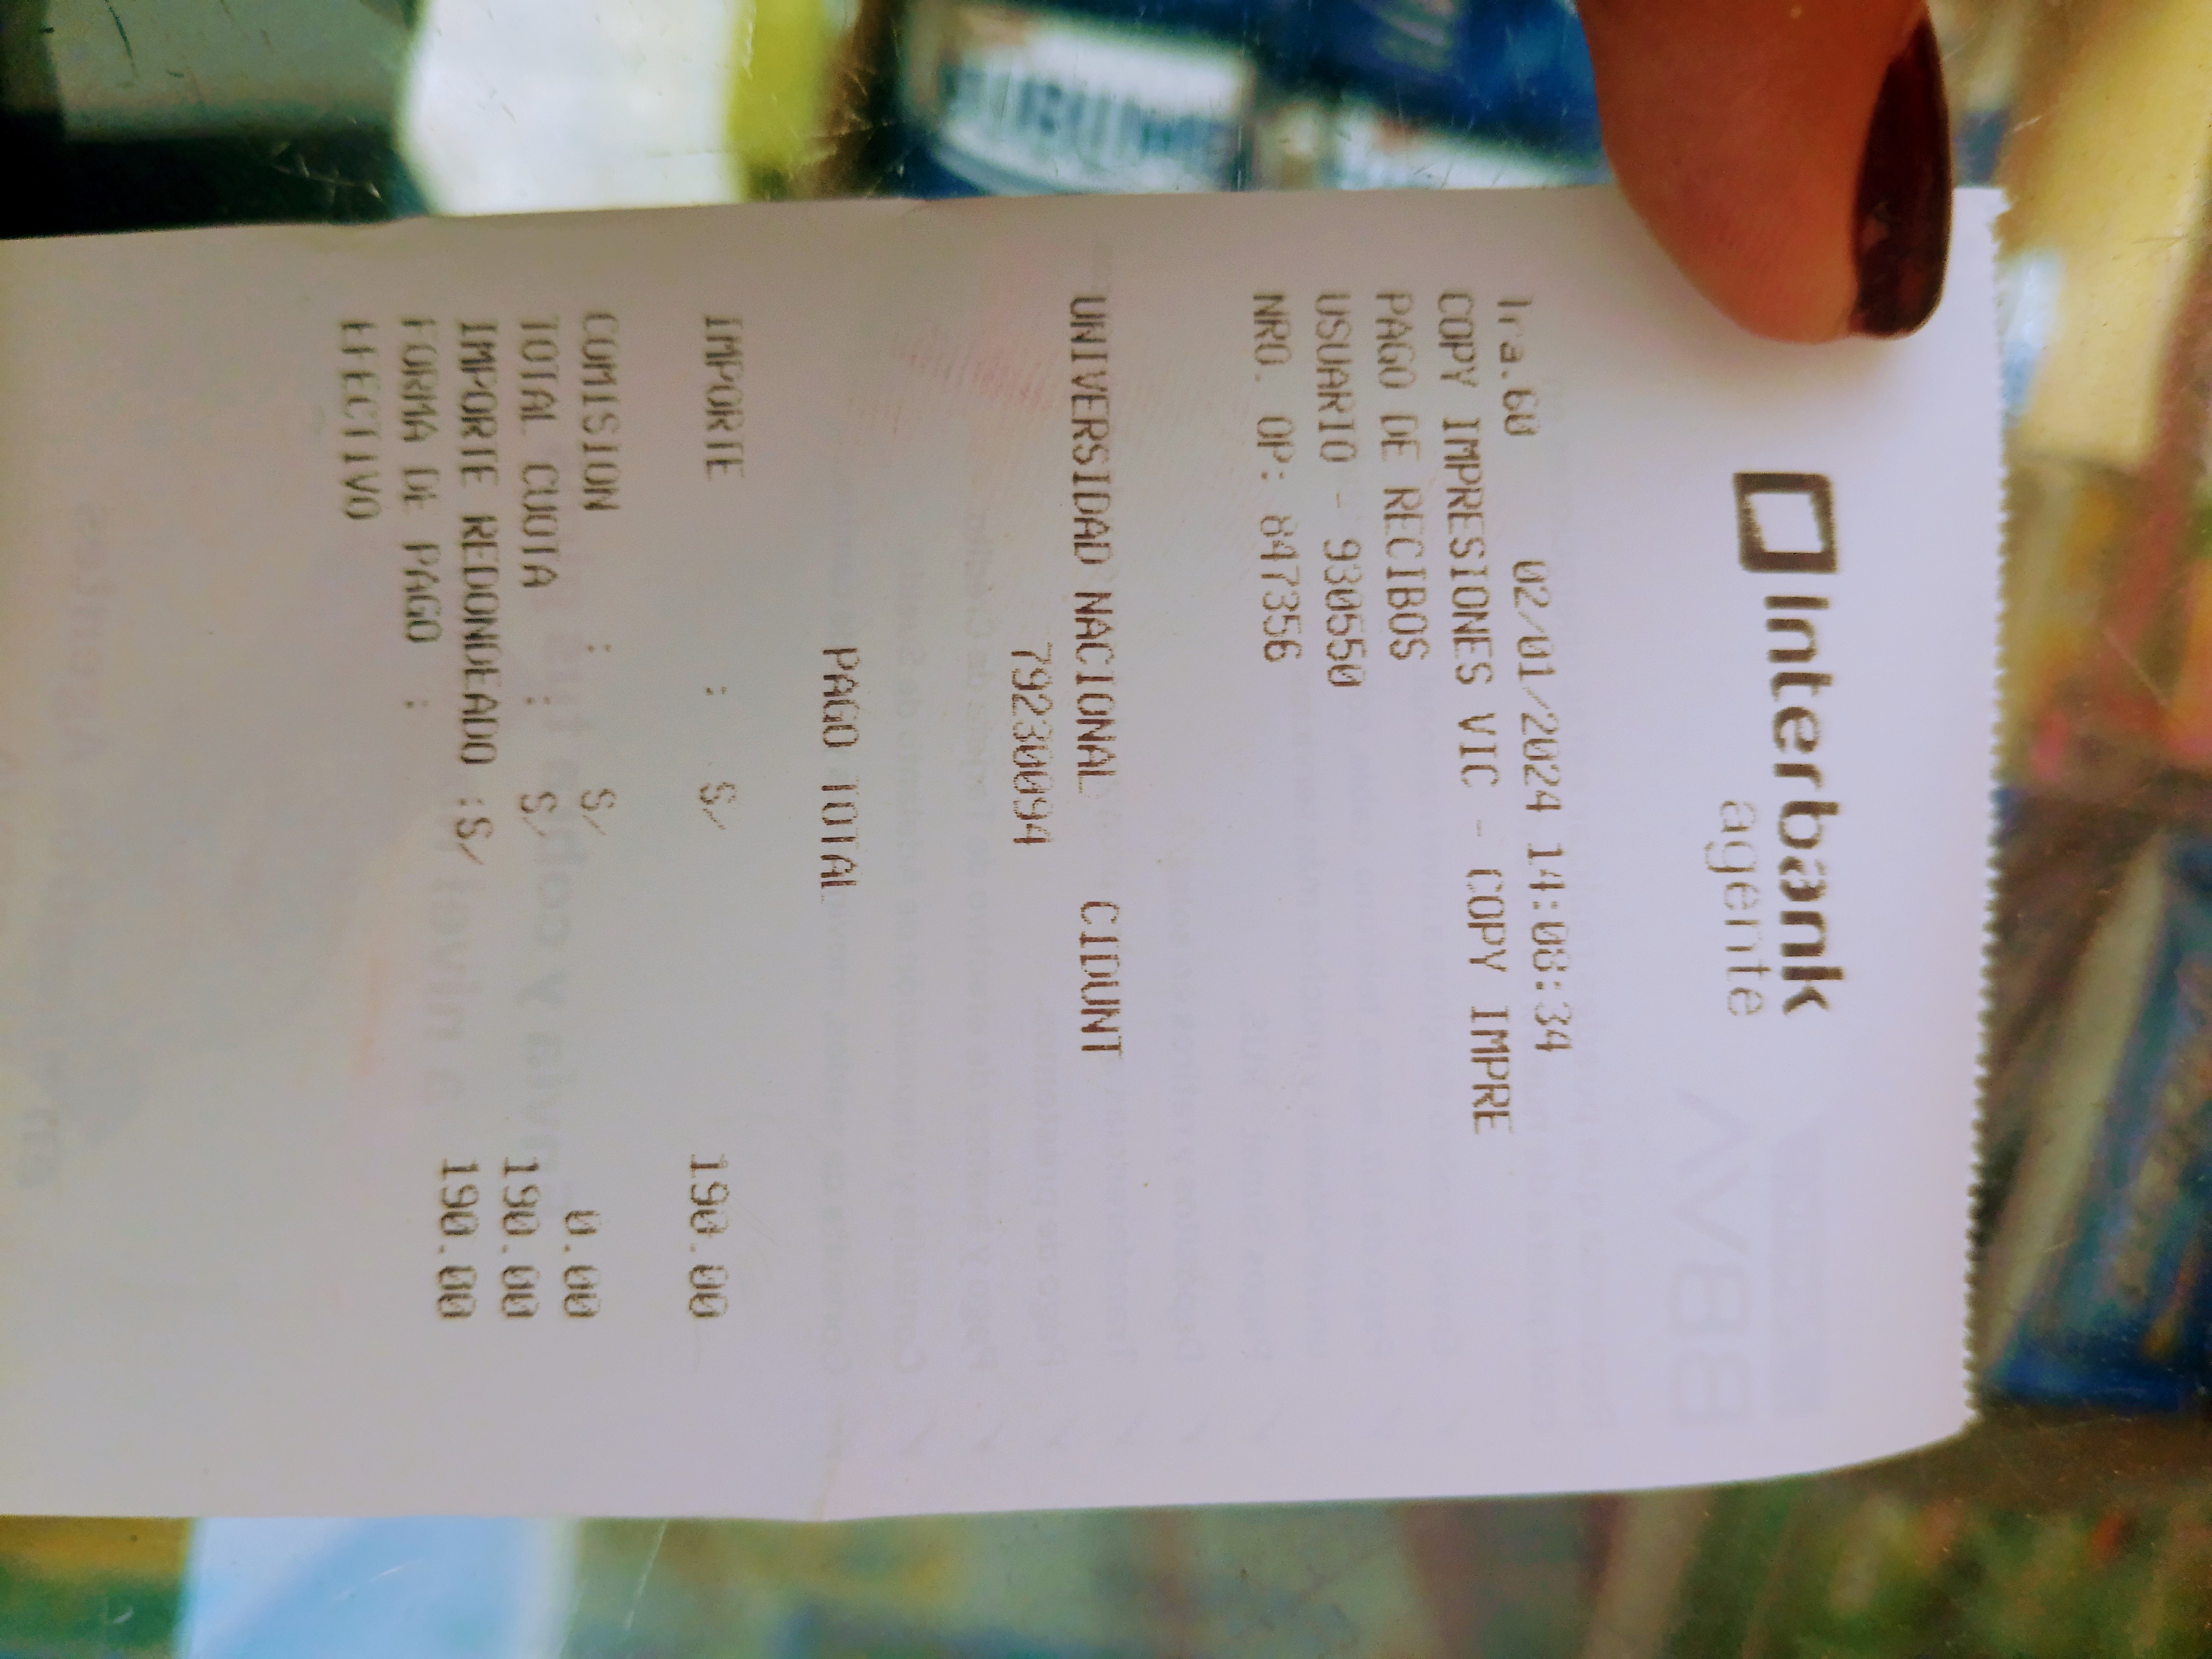 Interbank
agente
Tra.60 02/01/2024 14:08:34
COPY IMPRESIONES VIC - COPY IMPRE
PAGO DE RECIBOS
USUARIO - 930550
NRO. OP: 847356
UNIVERSIDAD NACIONAL CIDUNT
79230094
PAGO TOTAL
IMPORTE : S/ 190.00
COMISION : S/ 0.00
TOTAL CUOTA : S/ 190.00
IMPORTE REDONDEADO :S/ 190.00
FORMA DE PAGO :
EFECTIVO